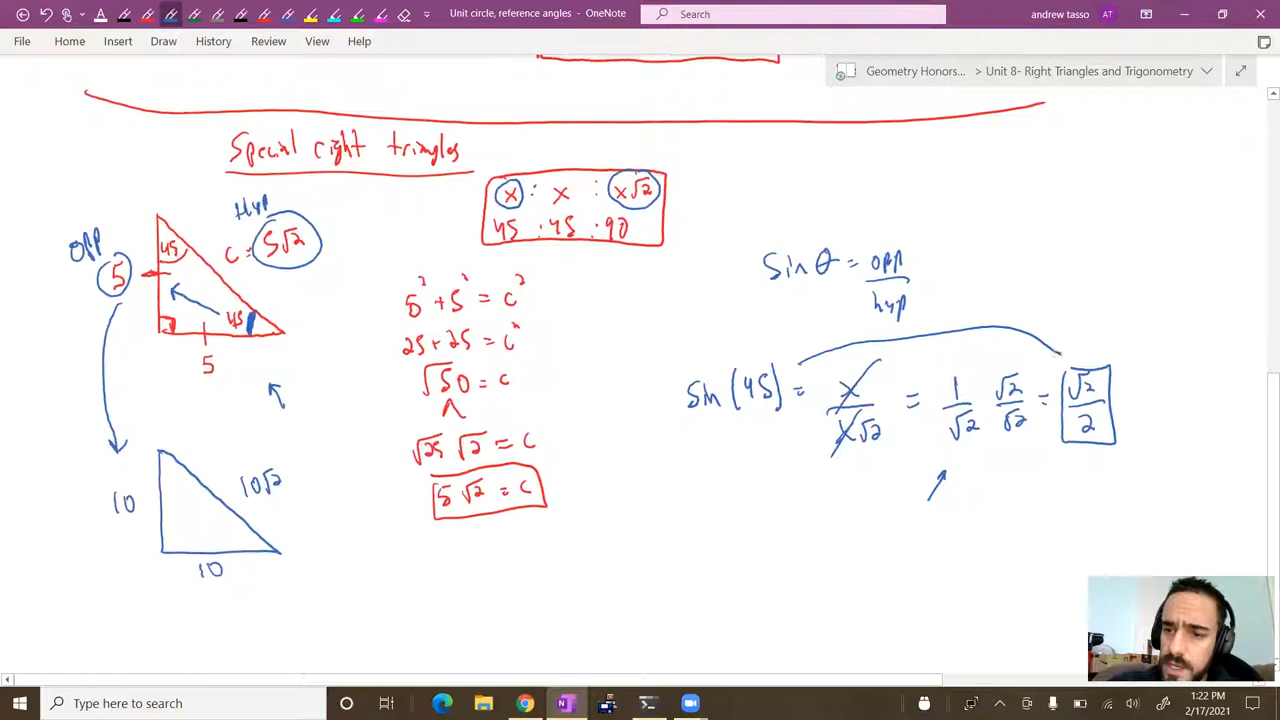 Unit circle, reference angles - OneNote
Search
andrew tasso
AT
File Home Insert Draw History Review View Help
Geometry Honors... > Unit 8- Right Triangles and Trigonometry
Special right triangles
x : x : x√2
45 : 45 : 90
Hyp
opp
5
45
c = 5√2
45
5
5² + 5² = c²
25 + 25 = c²
√50 = c
√25 √2 = c
5√2 = c
10
10√2
10
Sin θ = opp/hyp
Sin (45) = x/x√2 = 1/√2 √2/√2 = √2/2
Type here to search
1:22 PM
2/17/2021